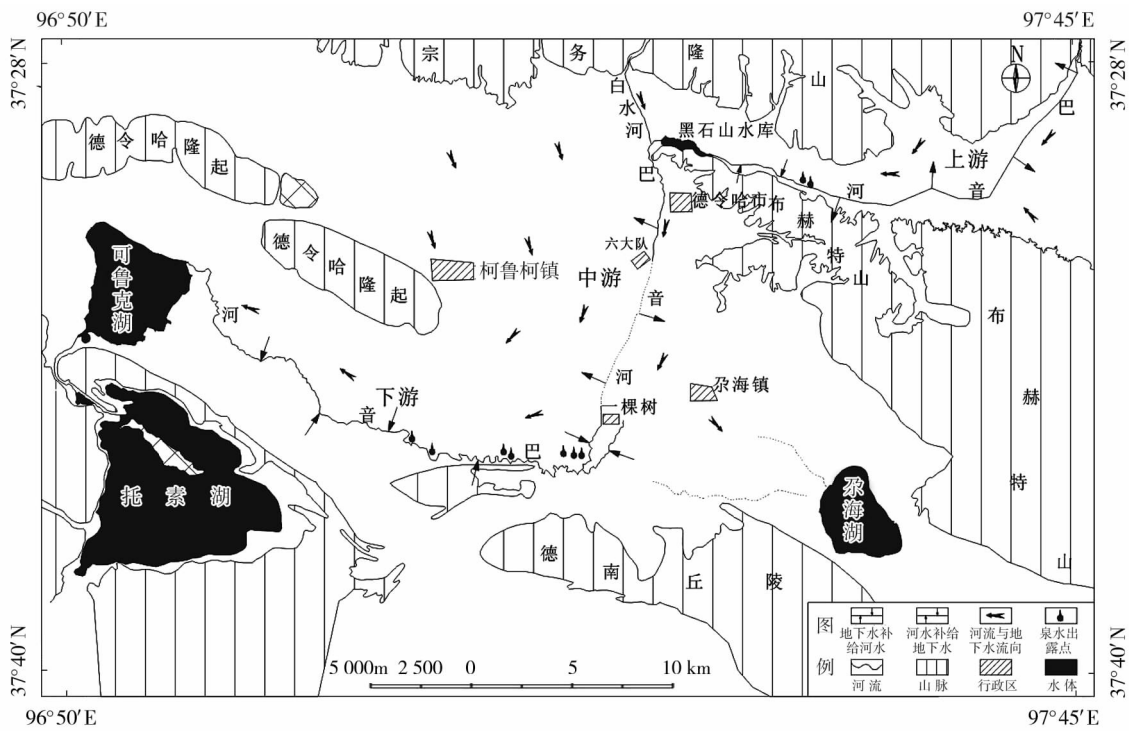 96°50′E
97°45′E
37°28′N
37°28′N
N
宗务隆山
白水河
黑石山水库
巴音河
上游
德令哈隆起
巴音河
德令哈市
布赫特山
六大队
德令哈隆起
柯鲁柯镇
中游
可鲁克湖
布赫特山
尕海镇
一棵树
下游
巴音河
托素湖
尕海湖
德南丘陵
图例
地下水补
给河水
河水补给
地下水
河流与地
下水流向
泉水出
露点
河流
山脉
行政区
水体
5 000m 2 500 0 5 10 km
37°40′N
37°40′N
96°50′E
97°45′E